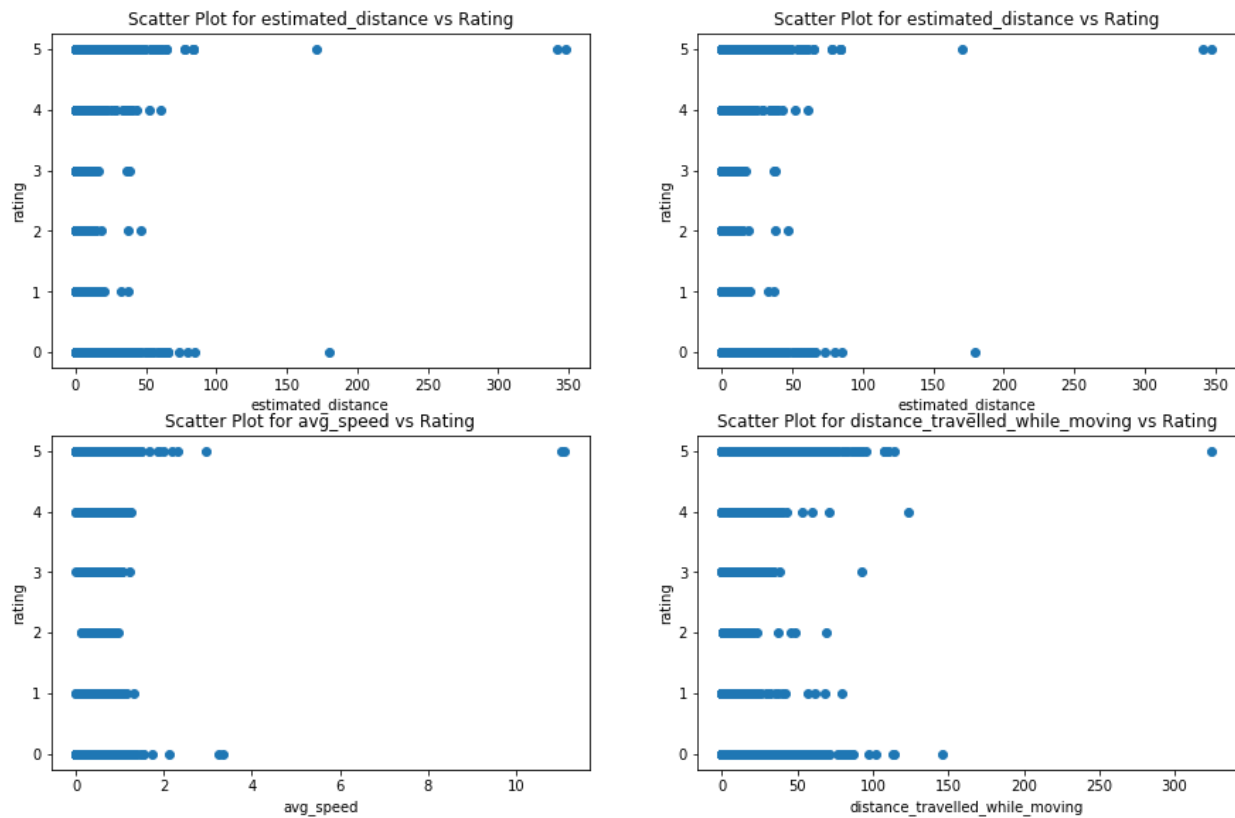 Scatter Plot for estimated_distance vs Rating
5
4
3
2
1
0
rating
0 50 100 150 200 250 300 350
estimated_distance
Scatter Plot for estimated_distance vs Rating
5
4
3
2
1
0
rating
0 50 100 150 200 250 300 350
estimated_distance
Scatter Plot for avg_speed vs Rating
5
4
3
2
1
0
rating
0 2 4 6 8 10
avg_speed
Scatter Plot for distance_travelled_while_moving vs Rating
5
4
3
2
1
0
rating
0 50 100 150 200 250 300
distance_travelled_while_moving